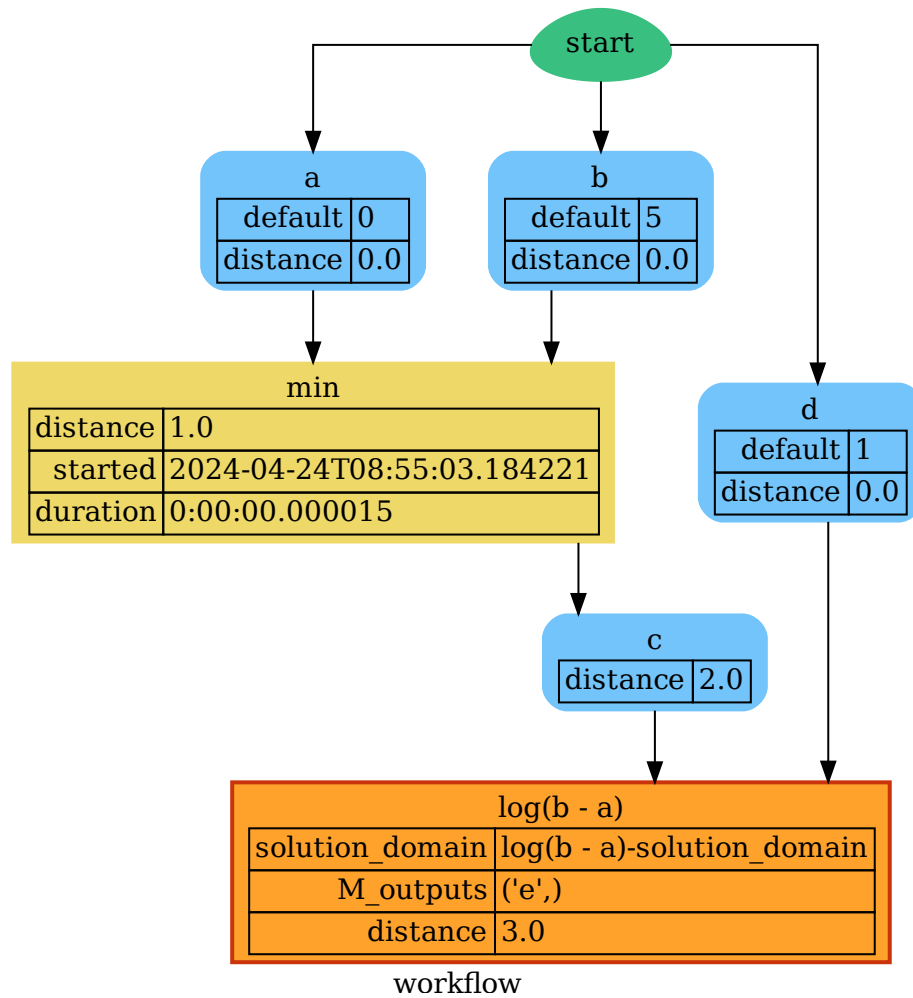 start
a
default 0
distance 0.0
b
default 5
distance 0.0
min
distance 1.0
started 2024-04-24T08:55:03.184221
duration 0:00:00.000015
d
default 1
distance 0.0
c
distance 2.0
log(b - a)
solution_domain log(b - a)-solution_domain
M_outputs ('e',)
distance 3.0
workflow